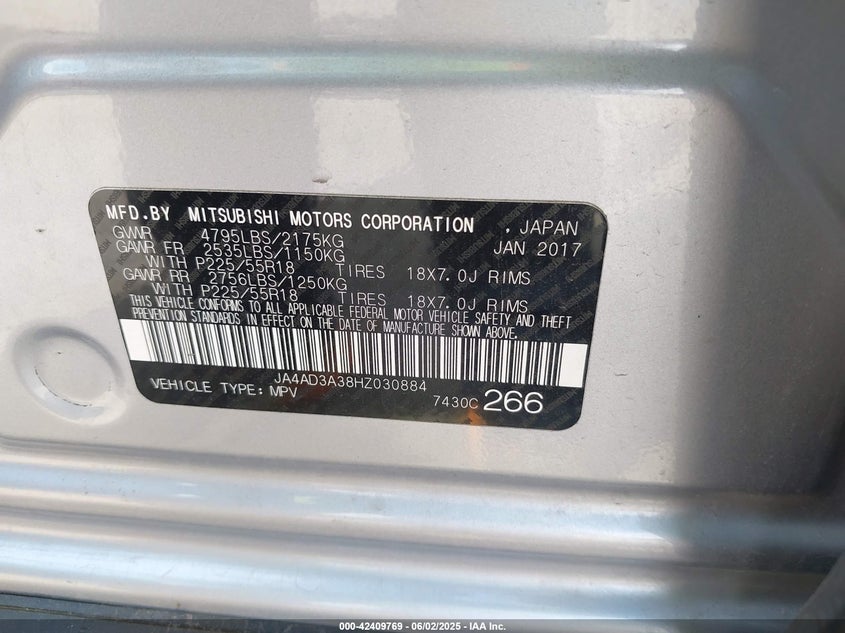 MFD.BY MITSUBISHI MOTORS CORPORATION , JAPAN
GVWR 4795LBS/2175KG JAN 2017
GAWR FR 2535LBS/1150KG
WITH P225/55R18 TIRES 18X7.0J RIMS
GAWR RR 2756LBS/1250KG
WITH P225/55R18 TIRES 18X7.0J RIMS
THIS VEHICLE CONFORMS TO ALL APPLICABLE FEDERAL MOTOR VEHICLE SAFETY AND THEFT
PREVENTION STANDARDS IN EFFECT ON THE DATE OF MANUFACTURE SHOWN ABOVE.
JA4AD3A38HZ030884
VEHICLE TYPE: MPV 7430C 266
000-42409769 - 06/02/2025 - IAA Inc.